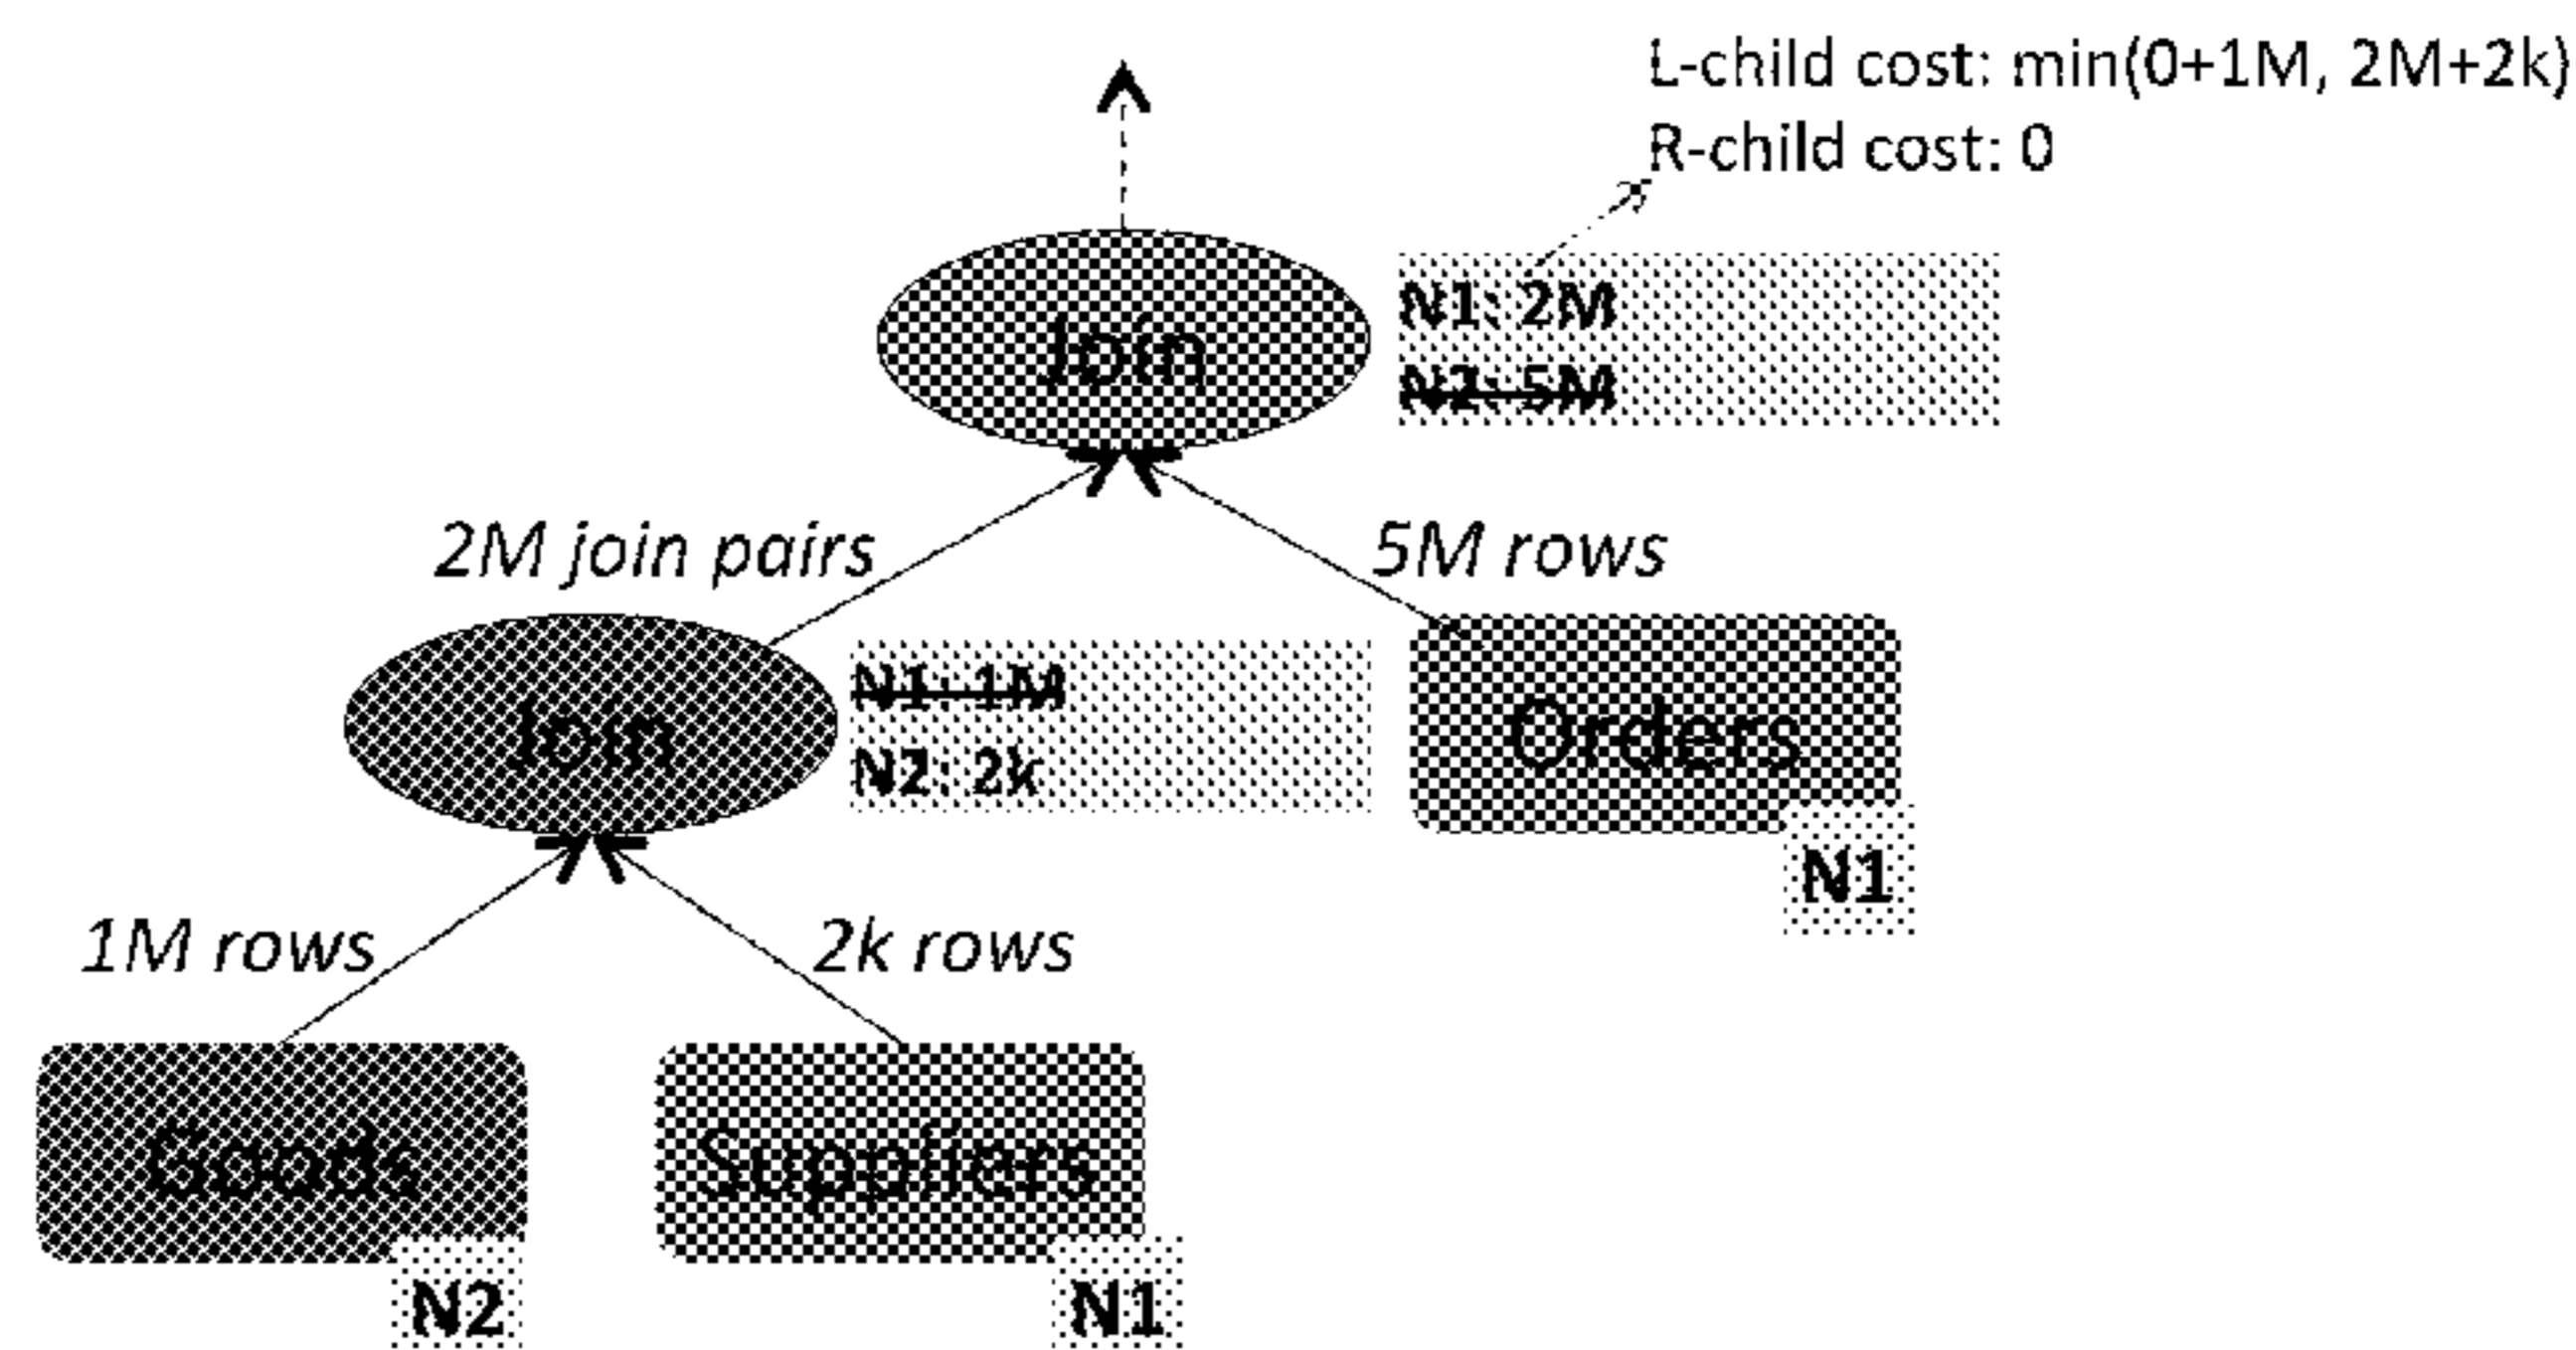 L-child cost: min(0+1M, 2M+2k)
R-child cost: 0
Join
N1: 2M
N2: 5M
2M join pairs
5M rows
Join
N1: 1M
N2: 2k
Orders
N1
1M rows
2k rows
Goods
Suppliers
N2
N1